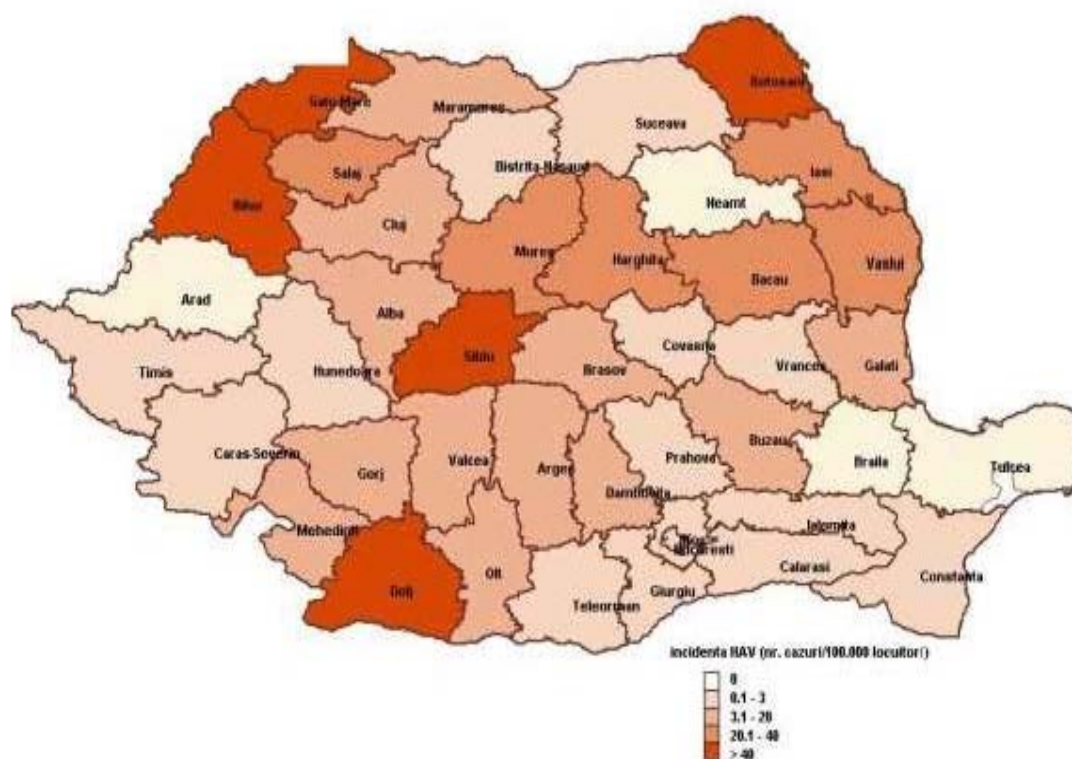 Botosani
Satu-Mare
Maramures
Suceava
Bistrita-Nasaud
Salaj
Iasi
Bihor
Neamt
Cluj
Mures
Harghita
Bacau
Vaslui
Arad
Alba
Sibiu
Covasna
Vrancea
Galati
Timis
Hunedoara
Brasov
Caras-Severin
Gorj
Valcea
Arges
Prahova
Buzau
Braila
Tulcea
Dambovita
Mehedinti
Ialomita
Bucuresti
Olt
Calarasi
Constanta
Dolj
Teleorman
Giurgiu
incidenta HAV (nr. cazuri/100.000 locuitori)
0
0.1 - 3
3.1 - 20
20.1 - 40
> 40